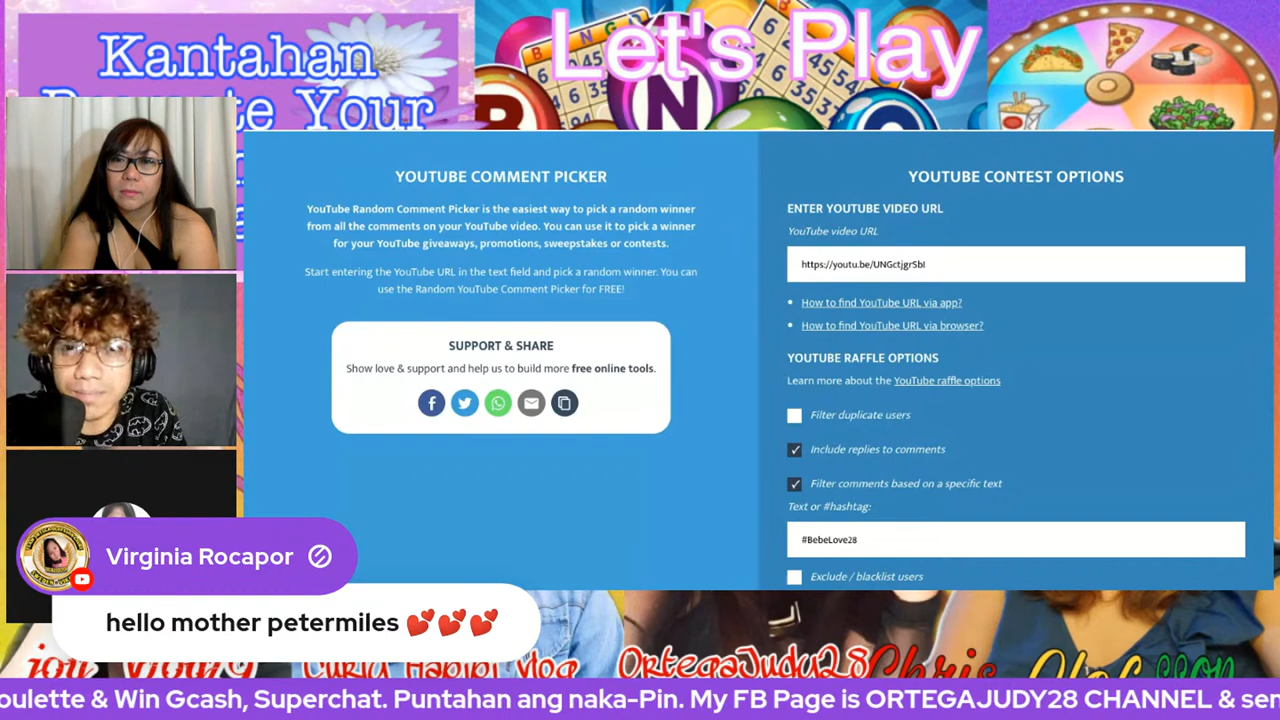 Kantahan
Let's Play
YOUTUBE COMMENT PICKER
YouTube Random Comment Picker is the easiest way to pick a random winner
from all the comments on your YouTube video. You can use it to pick a winner
for your YouTube giveaways, promotions, sweepstakes or contests.
Start entering the YouTube URL in the text field and pick a random winner. You can
use the Random YouTube Comment Picker for FREE!
SUPPORT & SHARE
Show love & support and help us to build more free online tools.
YOUTUBE CONTEST OPTIONS
ENTER YOUTUBE VIDEO URL
YouTube video URL
https://youtu.be/UNGctjgrSbI
How to find YouTube URL via app?
How to find YouTube URL via browser?
YOUTUBE RAFFLE OPTIONS
Learn more about the YouTube raffle options
Filter duplicate users
Include replies to comments
Filter comments based on a specific text
Text or #hashtag:
#BebeLove28
Exclude / blacklist users
Virginia Rocapor
hello mother petermiles 💕💕💕
OrtegaJudy28
oulette & Win Gcash, Superchat. Puntahan ang naka-Pin. My FB Page is ORTEGAJUDY28 CHANNEL & sen